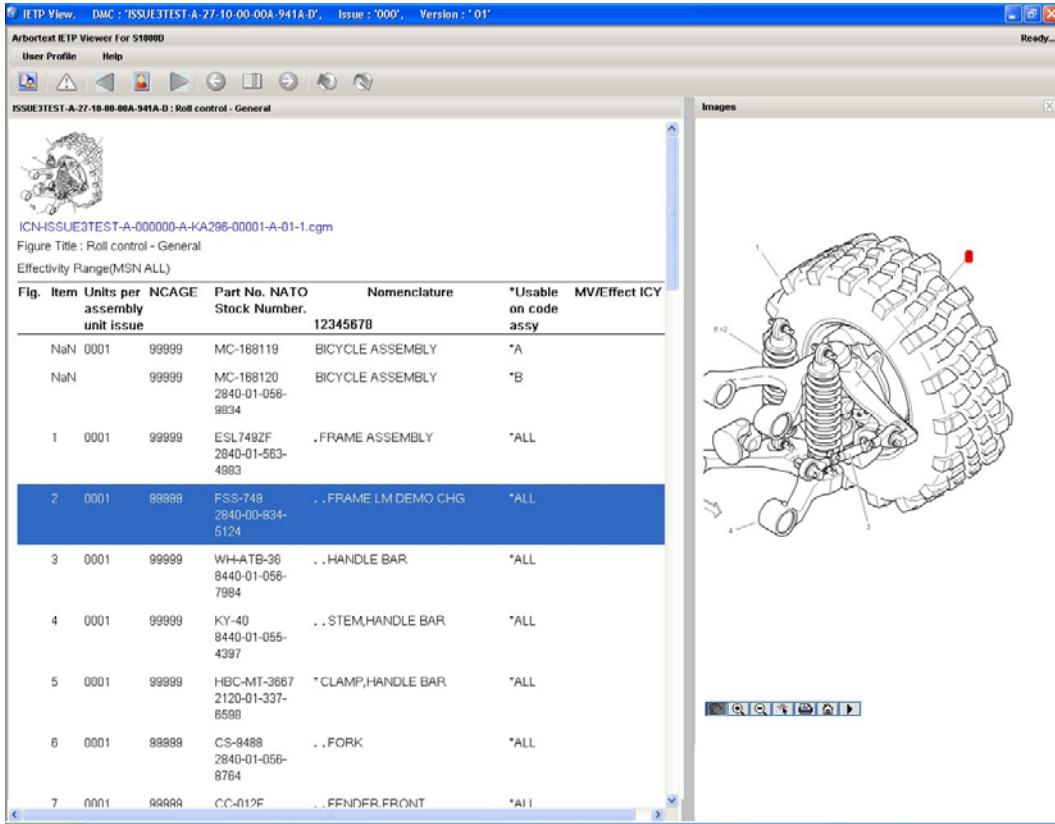 IETP View, DMC : 'ISSUE3TEST-A-27-10-00-00A-941A-D', Issue : '000', Version : ' 01'
Arbortext IETP Viewer For S1000D Ready...
User Profile Help
ISSUE3TEST-A-27-10-00-00A-941A-D : Roll control - General
Images
ICN-ISSUE3TEST-A-000000-A-KA296-00001-A-01-1.cgm
Figure Title : Roll control - General
Effectivity Range(MSN ALL)
Fig. Item Units per NCAGE Part No. NATO Nomenclature *Usable MV/Effect ICY
assembly Stock Number. on code
unit issue 12345678 assy
NaN 0001 99999 MC-168119 BICYCLE ASSEMBLY *A
NaN 99999 MC-168120 BICYCLE ASSEMBLY *B
2840-01-056-
9834
1 0001 99999 ESL749ZF .FRAME ASSEMBLY *ALL
2840-01-563-
4983
2 0001 99999 FSS-749 . .FRAME LM DEMO CHG *ALL
2840-00-934-
5124
3 0001 99999 WH-ATB-36 . .HANDLE BAR *ALL
8440-01-056-
7984
4 0001 99999 KY-40 . .STEM,HANDLE BAR *ALL
8440-01-055-
4397
5 0001 99999 HBC-MT-3667 *CLAMP,HANDLE BAR *ALL
2120-01-337-
6598
6 0001 99999 CS-9488 . .FORK *ALL
2840-01-056-
8764
7 0001 99999 CC-012F . .FENDER,FRONT *ALL
1
6 x2
3
4